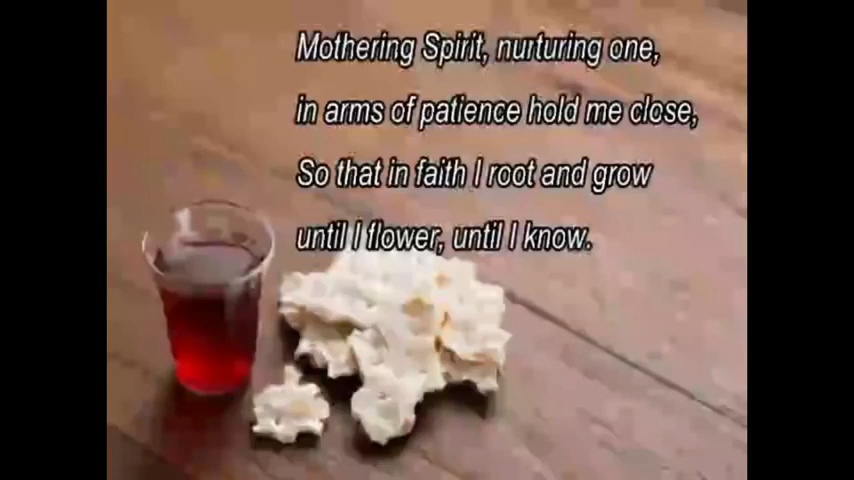 Mothering Spirit, nurturing one,
in arms of patience hold me close,
So that in faith I root and grow
until I flower, until I know.